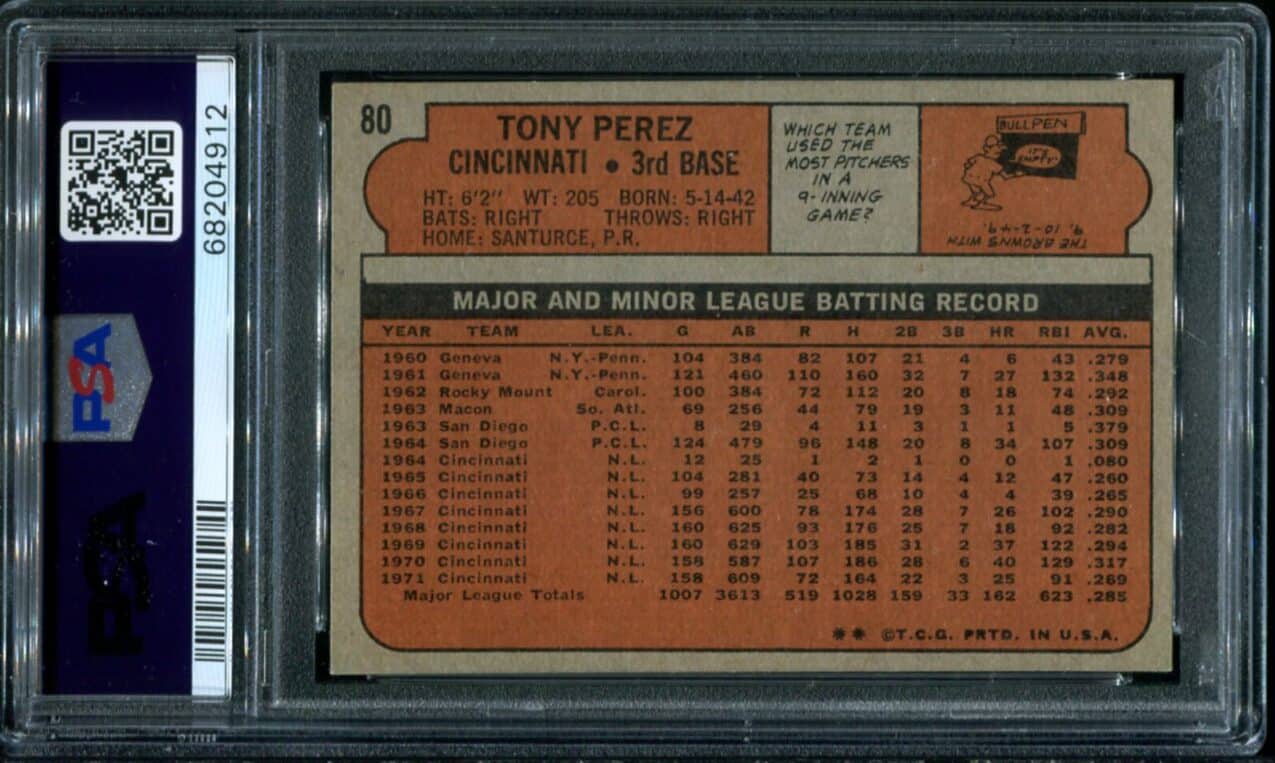 68204912
PSA
PSA
80
TONY PEREZ
CINCINNATI • 3rd BASE
HT: 6'2" WT: 205 BORN: 5-14-42
BATS: RIGHT THROWS: RIGHT
HOME: SANTURCE, P.R.
WHICH TEAM
USED THE
MOST PITCHERS
IN A
9-INNING
GAME?
BULLPEN
IT'S
EMPTY!
THE BROWNS WITH
9, 10-2-49.
MAJOR AND MINOR LEAGUE BATTING RECORD
YEAR TEAM LEA. G AB R H 2B 3B HR RBI AVG.
1960 Geneva N.Y.-Penn. 104 384 82 107 21 4 6 43 .279
1961 Geneva N.Y.-Penn. 121 460 110 160 32 7 27 132 .348
1962 Rocky Mount Carol. 100 384 72 112 20 8 18 74 .292
1963 Macon So. Atl. 69 256 44 79 19 3 11 48 .309
1963 San Diego P.C.L. 8 29 4 11 3 1 1 5 .379
1964 San Diego P.C.L. 124 479 96 148 20 8 34 107 .309
1964 Cincinnati N.L. 12 25 1 2 1 0 0 1 .080
1965 Cincinnati N.L. 104 281 40 73 14 4 12 47 .260
1966 Cincinnati N.L. 99 257 25 68 10 4 4 39 .265
1967 Cincinnati N.L. 156 600 78 174 28 7 26 102 .290
1968 Cincinnati N.L. 160 625 93 176 25 7 18 92 .282
1969 Cincinnati N.L. 160 629 103 185 31 2 37 122 .294
1970 Cincinnati N.L. 158 587 107 186 28 6 40 129 .317
1971 Cincinnati N.L. 158 609 72 164 22 3 25 91 .269
Major League Totals 1007 3613 519 1028 159 33 162 623 .285
** ©T.C.G. PRTD. IN U.S.A.